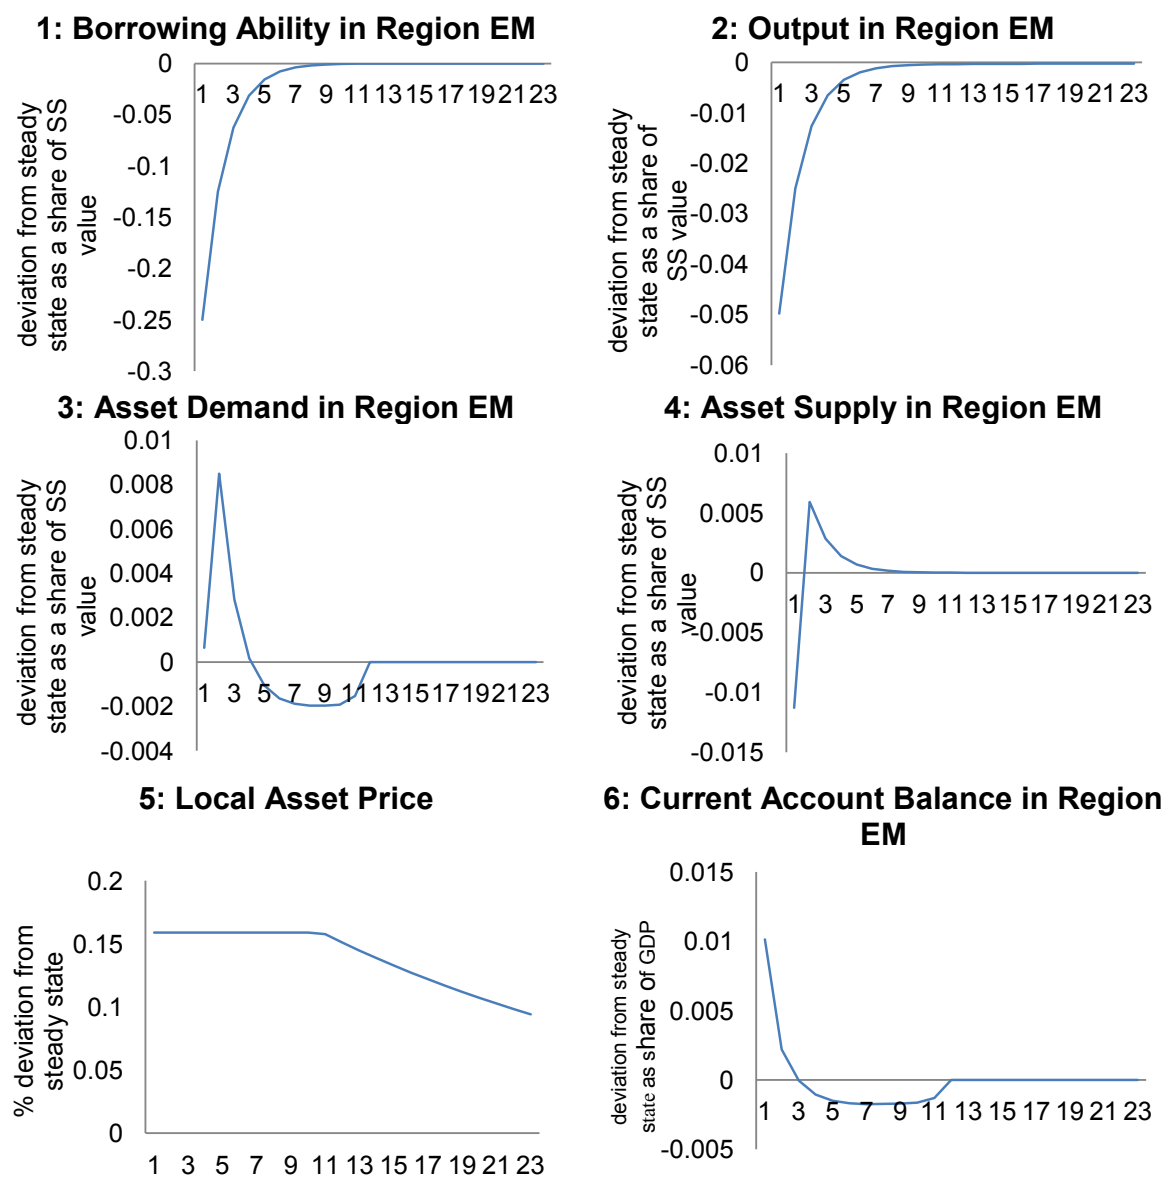 1: Borrowing Ability in Region EM
deviation from steady
state as a share of SS
value
0
-0.05
-0.1
-0.15
-0.2
-0.25
-0.3
1 3 5 7 9 11 13 15 17 19 21 23
2: Output in Region EM
deviation from steady
state as a share of
SS value
0
-0.01
-0.02
-0.03
-0.04
-0.05
-0.06
1 3 5 7 9 11 13 15 17 19 21 23
3: Asset Demand in Region EM
deviation from steady
state as a share of SS
value
0.01
0.008
0.006
0.004
0.002
0
-0.002
-0.004
1 3 5 7 9 11 13 15 17 19 21 23
4: Asset Supply in Region EM
deviation from steady
state as a share of SS
value
0.01
0.005
0
-0.005
-0.01
-0.015
1 3 5 7 9 11 13 15 17 19 21 23
5: Local Asset Price
% deviation from
steady state
0.2
0.15
0.1
0.05
0
1 3 5 7 9 11 13 15 17 19 21 23
6: Current Account Balance in Region
EM
deviation from steady
state as share of GDP
0.015
0.01
0.005
0
-0.005
1 3 5 7 9 11 13 15 17 19 21 23